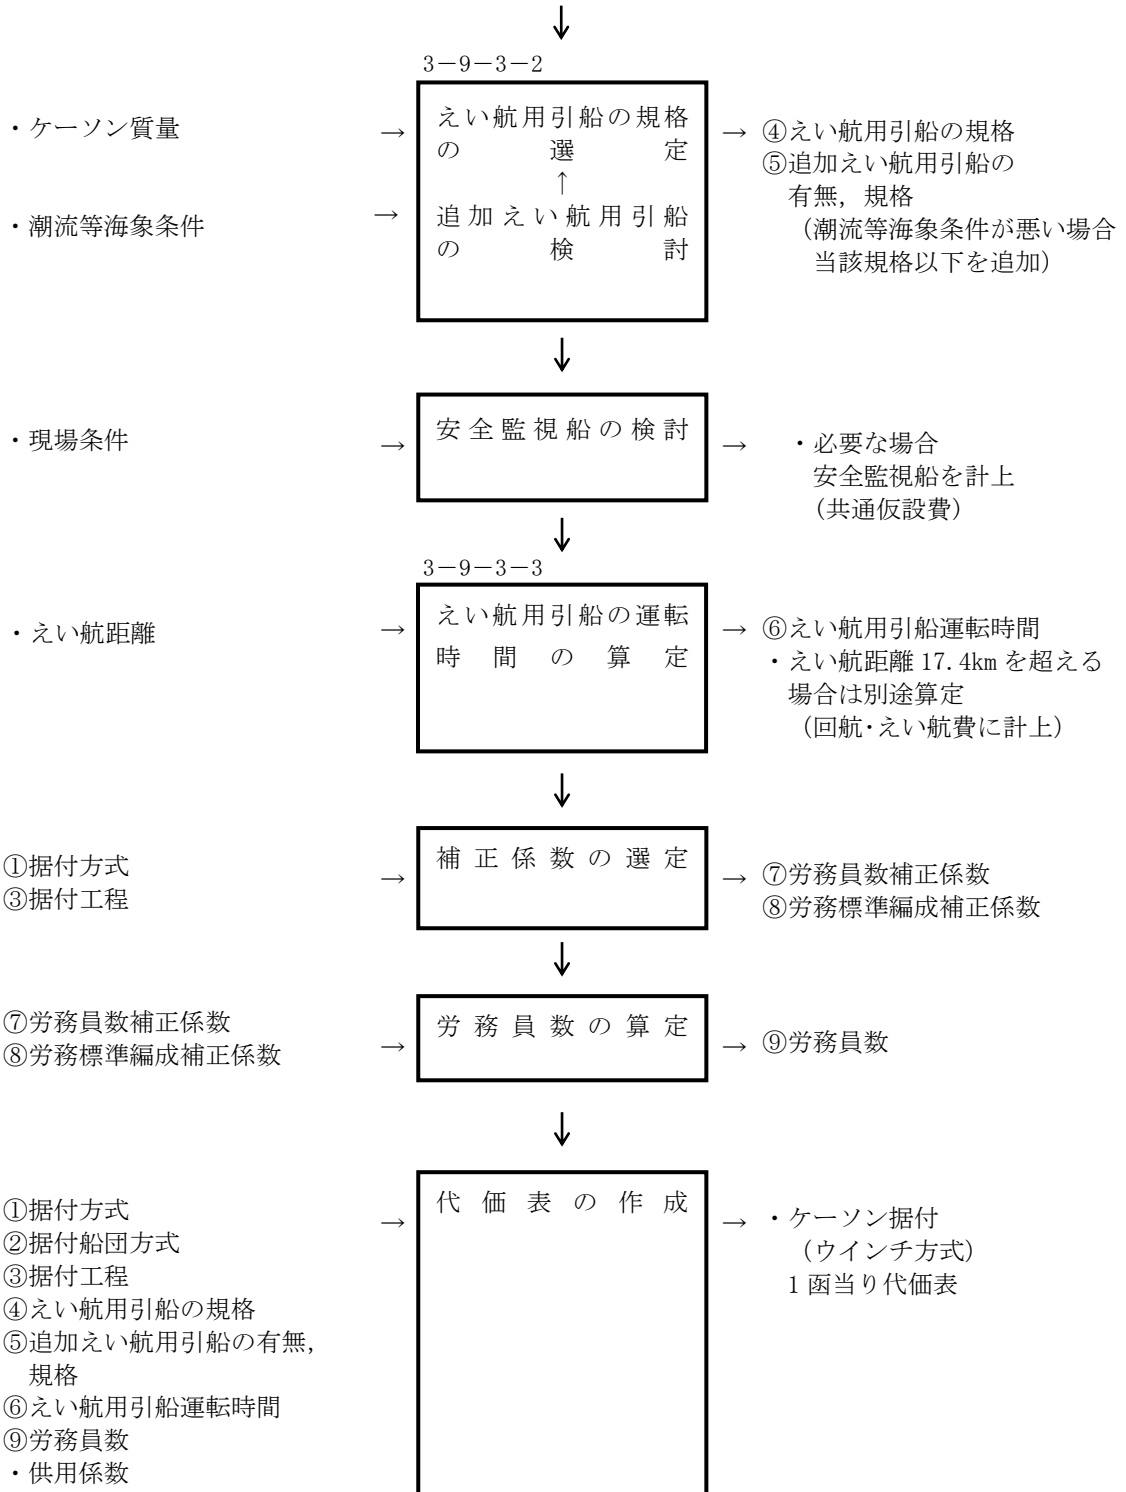 ↓
3－9－3－2
・ケーソン質量
・潮流等海象条件
→
→
えい航用引船の規格
の選定
↑
追加えい航用引船
の検討
→ ④えい航用引船の規格
⑤追加えい航用引船の
有無，規格
（潮流等海象条件が悪い場合
当該規格以下を追加）
↓
・現場条件
→
安全監視船の検討
→ ・必要な場合
安全監視船を計上
（共通仮設費）
↓
3－9－3－3
・えい航距離
→
えい航用引船の運転
時間の算定
→ ⑥えい航用引船運転時間
・えい航距離 17.4km を超える
場合は別途算定
（回航・えい航費に計上）
↓
①据付方式
③据付工程
→
補正係数の選定
→ ⑦労務員数補正係数
⑧労務標準編成補正係数
↓
⑦労務員数補正係数
⑧労務標準編成補正係数
→
労務員数の算定
→ ⑨労務員数
↓
①据付方式
②据付船団方式
③据付工程
④えい航用引船の規格
⑤追加えい航用引船の有無，
規格
⑥えい航用引船運転時間
⑨労務員数
・供用係数
→
代価表の作成
→ ・ケーソン据付
（ウインチ方式）
1 函当り代価表